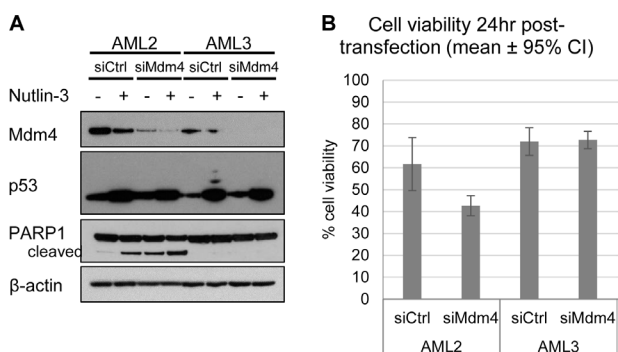 A
AML2 AML3
siCtrl siMdm4 siCtrl siMdm4
Nutlin-3 - + - + - + - +
Mdm4
p53
PARP1
cleaved
β-actin
B
Cell viability 24hr post-
transfection (mean ± 95% CI)
% cell viability
100
90
80
70
60
50
40
30
20
10
0
siCtrl siMdm4 siCtrl siMdm4
AML2 AML3